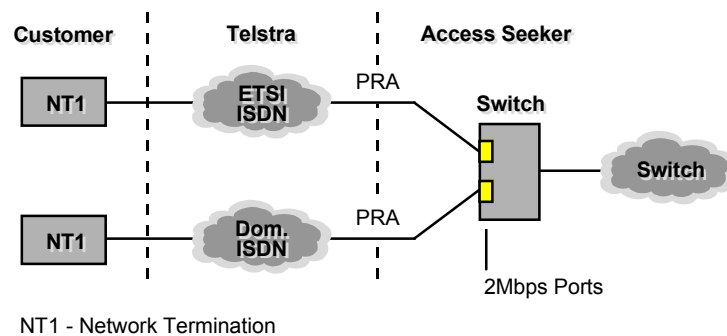 Customer
Telstra
Access Seeker
NT1
ETSI
ISDN
PRA
Switch
Switch
NT1
Dom.
ISDN
PRA
2Mbps Ports
NT1 - Network Termination